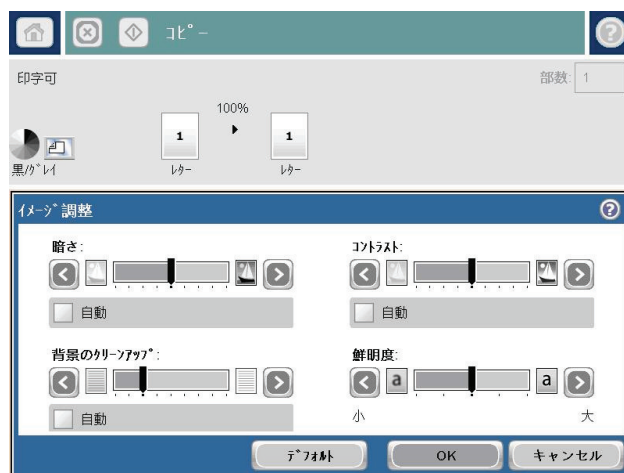 ｺﾋﾟｰ
印字可
部数: 1
100%
1
1
黒/ｸﾞﾚｲ
ﾚﾀｰ
ﾚﾀｰ
ｲﾒｰｼﾞ調整
暗さ:
ｺﾝﾄﾗｽﾄ:
自動
自動
背景のｸﾘｰﾝｱｯﾌﾟ:
鮮明度:
a
a
自動
小
大
ﾃﾞﾌｫﾙﾄ
OK
キャンセル